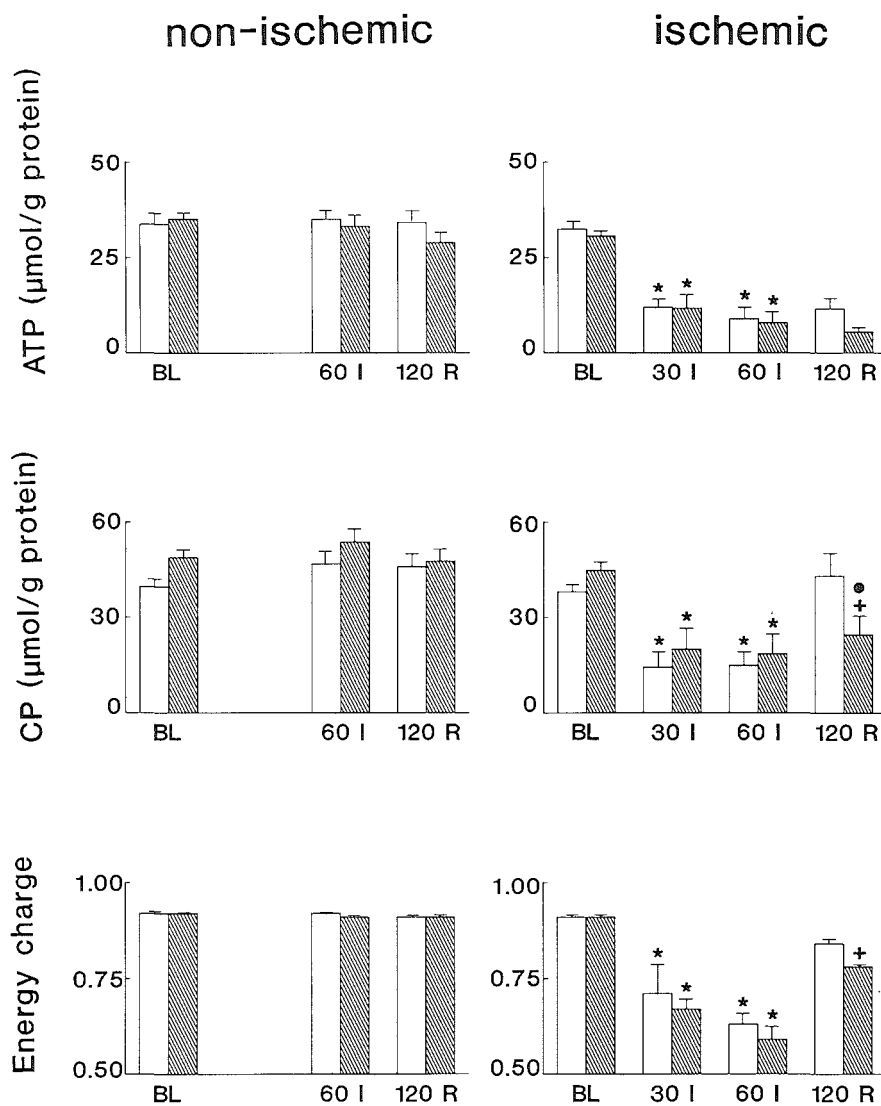 non-ischemic
ischemic
ATP (μmol/g protein)
50
25
0
BL
60 I
120 R
50
25
0
* *
* *
BL
30 I
60 I
120 R
CP (μmol/g protein)
60
30
0
BL
60 I
120 R
60
30
0
* *
* *
+
BL
30 I
60 I
120 R
Energy charge
1.00
0.75
0.50
BL
60 I
120 R
1.00
0.75
0.50
* *
* *
+
BL
30 I
60 I
120 R